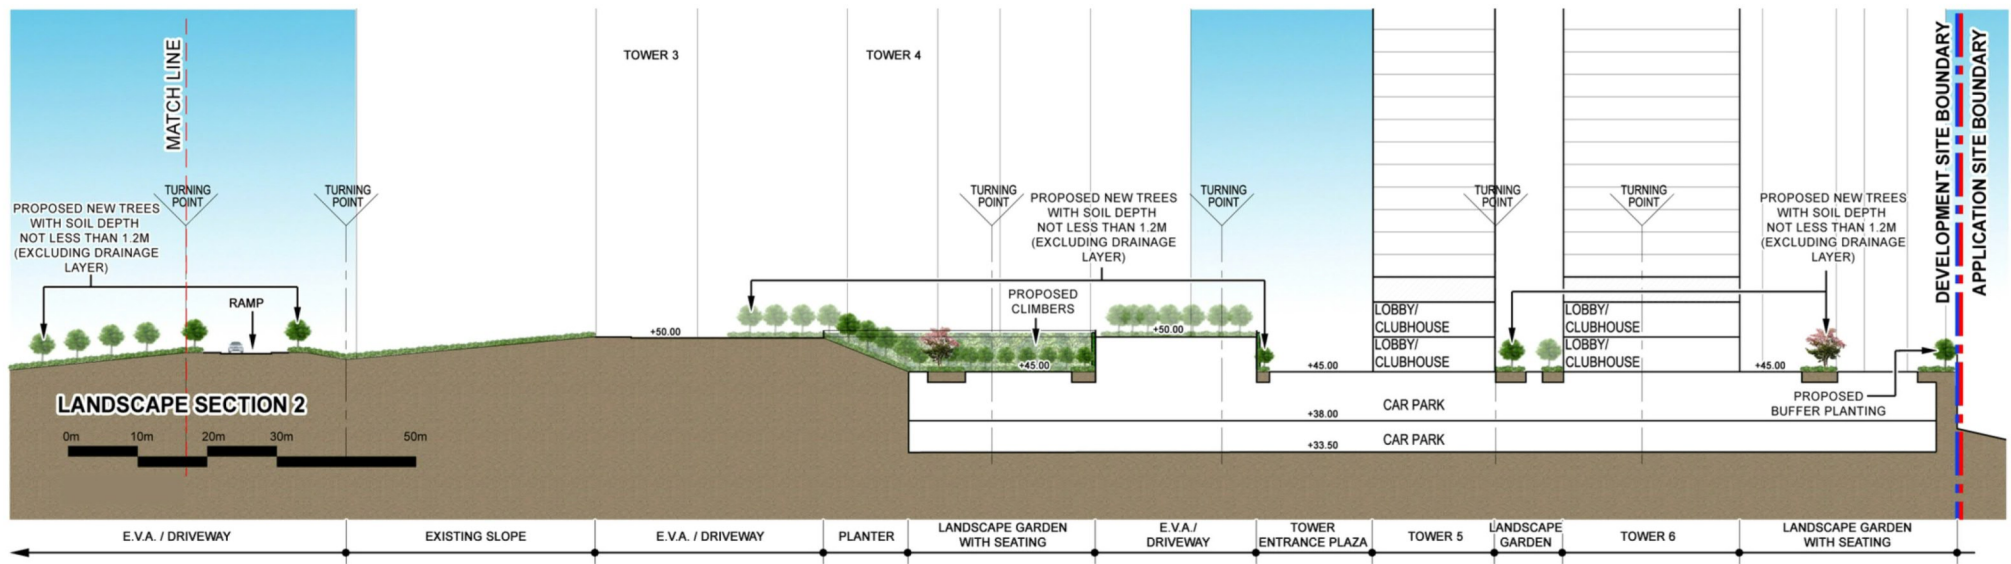 MATCH LINE
TOWER 3
TOWER 4
DEVELOPMENT SITE BOUNDARY
APPLICATION SITE BOUNDARY
TURNING
POINT
TURNING
POINT
TURNING
POINT
TURNING
POINT
TURNING
POINT
TURNING
POINT
PROPOSED NEW TREES
WITH SOIL DEPTH
NOT LESS THAN 1.2M
(EXCLUDING DRAINAGE
LAYER)
PROPOSED NEW TREES
WITH SOIL DEPTH
NOT LESS THAN 1.2M
(EXCLUDING DRAINAGE
LAYER)
PROPOSED NEW TREES
WITH SOIL DEPTH
NOT LESS THAN 1.2M
(EXCLUDING DRAINAGE
LAYER)
RAMP
PROPOSED
CLIMBERS
+50.00
+50.00
LOBBY/
CLUBHOUSE
LOBBY/
CLUBHOUSE
LOBBY/
CLUBHOUSE
LOBBY/
CLUBHOUSE
+45.00
+45.00
+45.00
PROPOSED
BUFFER PLANTING
CAR PARK
+38.00
CAR PARK
+33.50
LANDSCAPE SECTION 2
0m 10m 20m 30m 50m
E.V.A. / DRIVEWAY
EXISTING SLOPE
E.V.A. / DRIVEWAY
PLANTER
LANDSCAPE GARDEN
WITH SEATING
E.V.A./
DRIVEWAY
TOWER
ENTRANCE PLAZA
TOWER 5
LANDSCAPE
GARDEN
TOWER 6
LANDSCAPE GARDEN
WITH SEATING